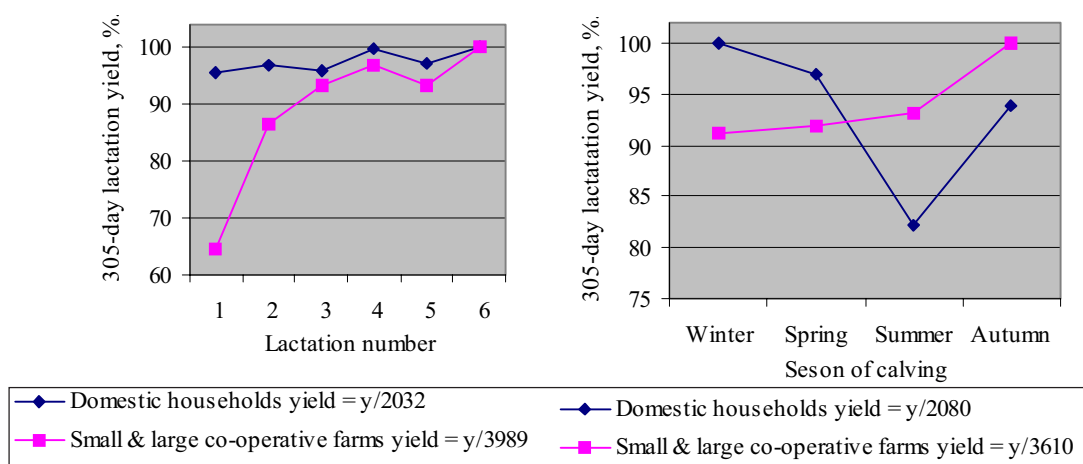 305-day lactation yield, %.
100
90
80
70
60
1 2 3 4 5 6
Lactation number
305-day lactatation yield, %.
100
95
90
85
80
75
Winter Spring Summer Autumn
Seson of calving
Domestic households yield = y/2032
Small & large co-operative farms yield = y/3989
Domestic households yield = y/2080
Small & large co-operative farms yield = y/3610